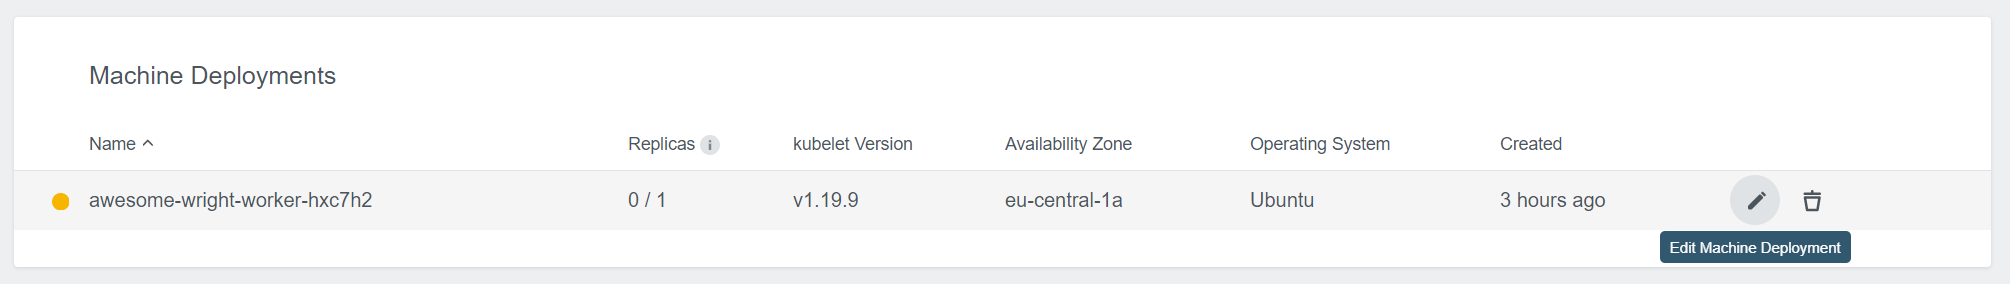 Machine Deployments
Name Replicas i kubelet Version Availability Zone Operating System Created
awesome-wright-worker-hxc7h2 0 / 1 v1.19.9 eu-central-1a Ubuntu 3 hours ago
Edit Machine Deployment